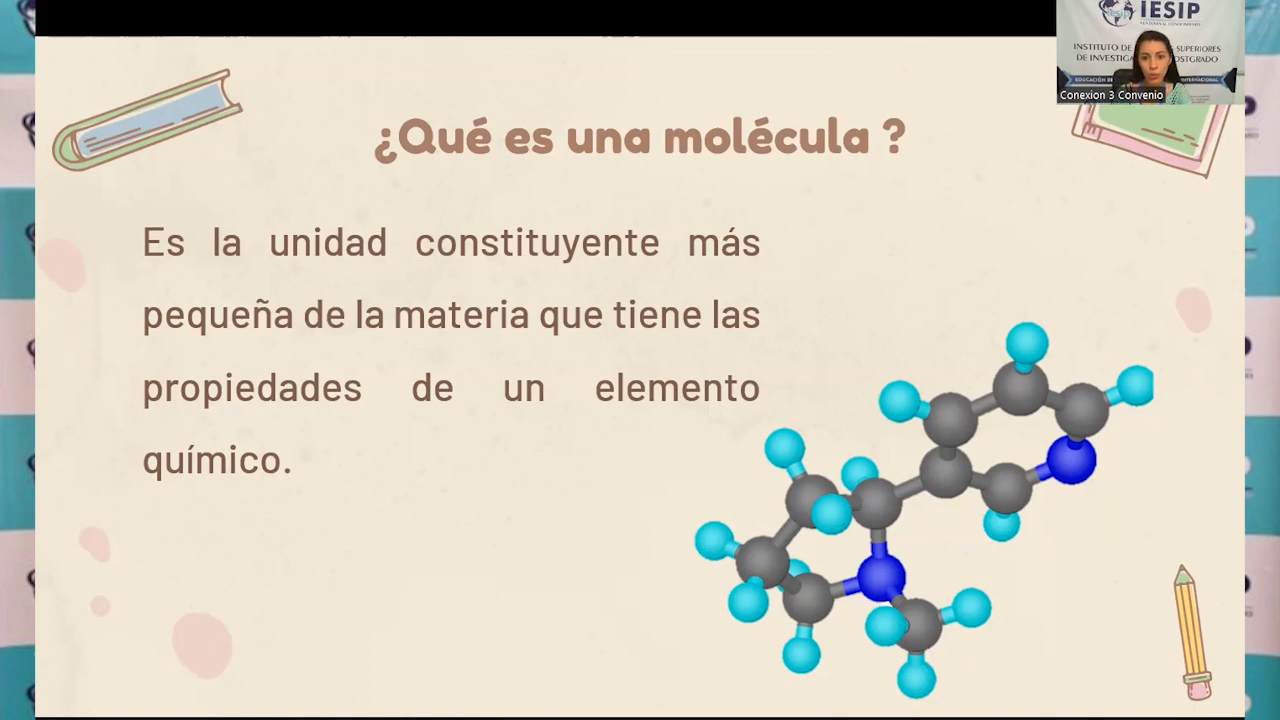 IESIP
INSTITUTO DE SUPERIORES
DE INVESTIGA OSTGRADO
Conexion 3 Convenio
¿Qué es una molécula ?
Es la unidad constituyente más
pequeña de la materia que tiene las
propiedades de un elemento
químico.